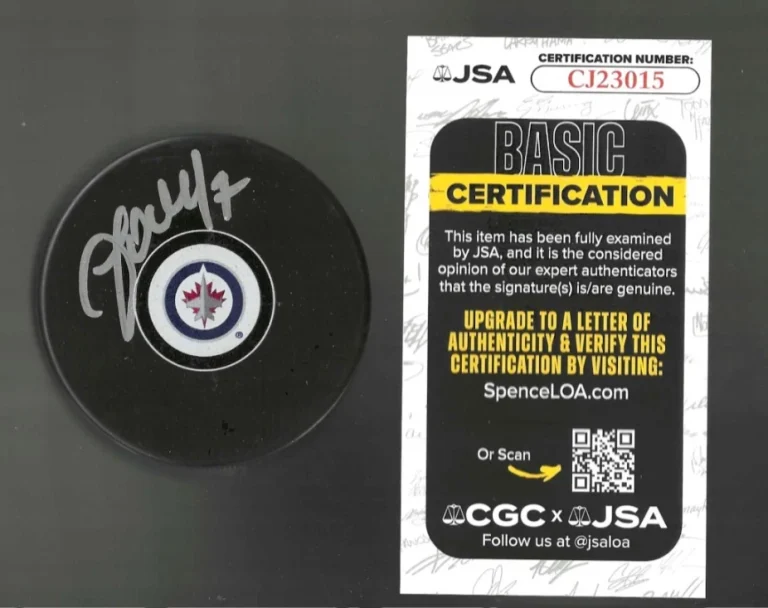 7
®
JSA
CERTIFICATION NUMBER:
CJ23015
BASIC
CERTIFICATION
This item has been fully examined
by JSA, and it is the considered
opinion of our expert authenticators
that the signature(s) is/are genuine.
UPGRADE TO A LETTER OF
AUTHENTICITY & VERIFY THIS
CERTIFICATION BY VISITING:
SpenceLOA.com
Or Scan
CGC x JSA
Follow us at @jsaloa